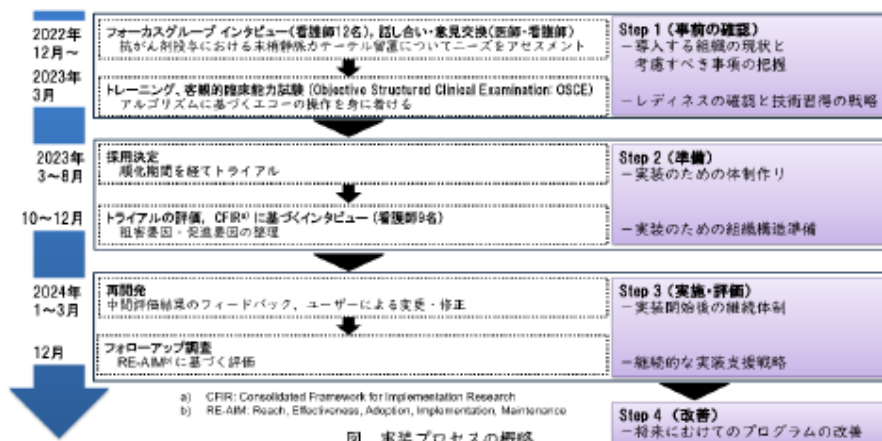 2022年
12月～
2023年
3月
フォーカスグループ インタビュー(看護師12名), 話し合い・意見交換(医師・看護師)
抗がん剤投与における末梢静脈カテーテル留置についてニーズをアセスメント
トレーニング、客観的臨床能力試験 (Objective Structured Clinical Examination: OSCE)
アルゴリズムに基づくエコーの操作を身に着ける
Step 1 (事前の確認)
－導入する組織の現状と
考慮すべき事項の把握
－レディネスの確認と技術習得の戦略
2023年
3～8月
採用決定
順化期間を経てトライアル
Step 2 (準備)
－実装のための体制作り
10～12月
トライアルの評価, CFIRa) に基づくインタビュー (看護師9名)
阻害要因・促進要因の整理
－実装のための組織構造準備
2024年
1～3月
再開発
中間評価結果のフィードバック、ユーザーによる変更・修正
Step 3 (実施・評価)
－実装開始後の継続体制
12月
フォローアップ調査
RE-AIMb) に基づく評価
－継続的な実装支援戦略
a) CFIR: Consolidated Framework for Implementation Research
b) RE-AIM: Reach, Effectiveness, Adoption, Implementation, Maintenance
Step 4 (改善)
－将来にむけてのプログラムの改善
図 実装プロセスの概略